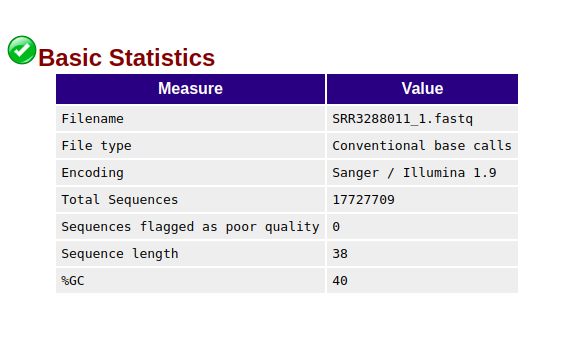 Basic Statistics
Measure Value
Filename SRR3288011_1.fastq
File type Conventional base calls
Encoding Sanger / Illumina 1.9
Total Sequences 17727709
Sequences flagged as poor quality 0
Sequence length 38
%GC 40